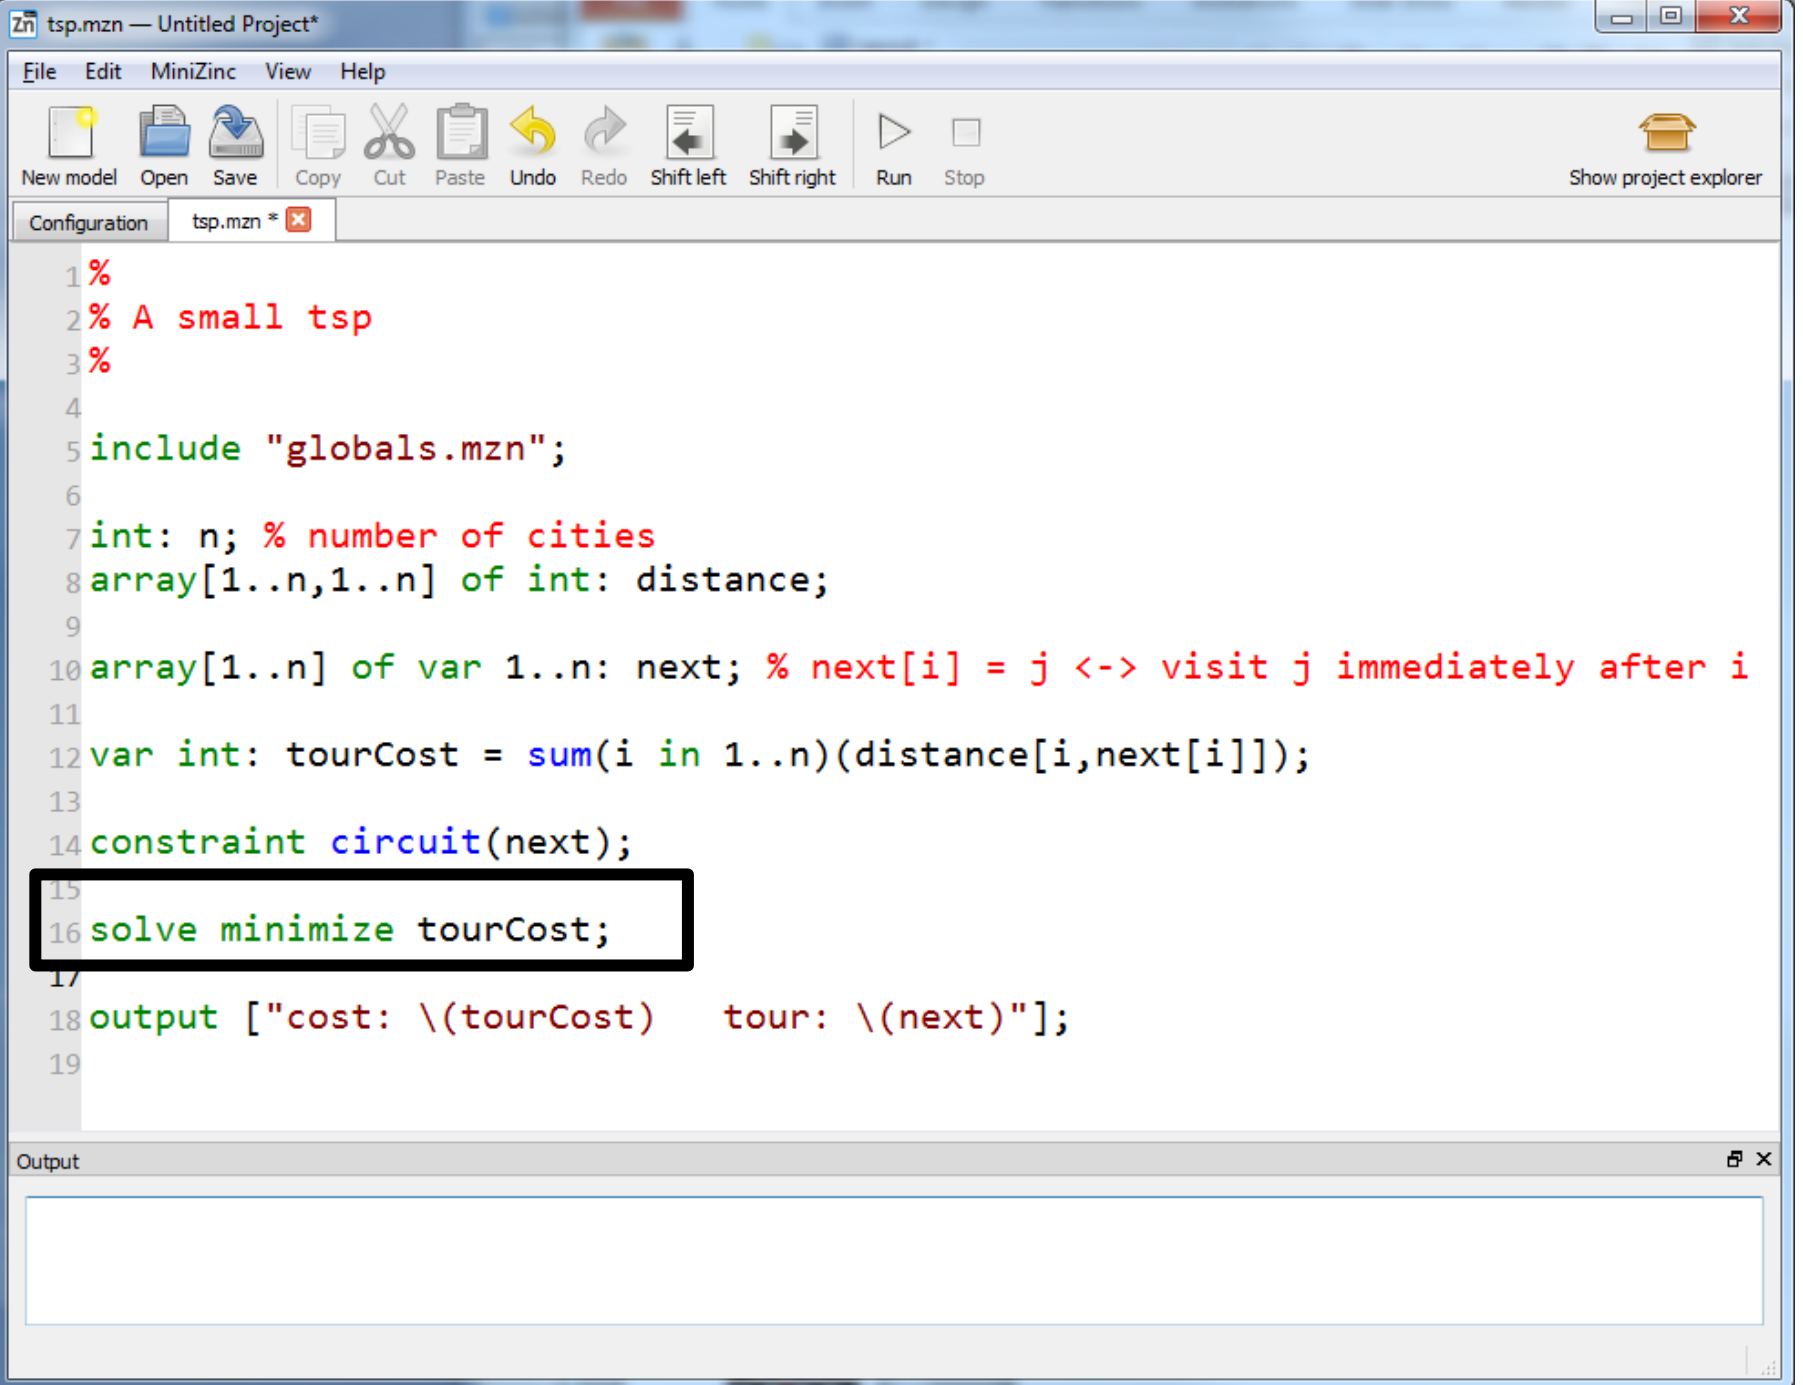 Zn tsp.mzn — Untitled Project*
File Edit MiniZinc View Help
New model Open Save Copy Cut Paste Undo Redo Shift left Shift right Run Stop Show project explorer
Configuration tsp.mzn *
1 %
2 % A small tsp
3 %
4
5 include "globals.mzn";
6
7 int: n; % number of cities
8 array[1..n,1..n] of int: distance;
9
10 array[1..n] of var 1..n: next; % next[i] = j <-> visit j immediately after i
11
12 var int: tourCost = sum(i in 1..n)(distance[i,next[i]]);
13
14 constraint circuit(next);
15
16 solve minimize tourCost;
17
18 output ["cost: \(tourCost)   tour: \(next)"];
19
Output